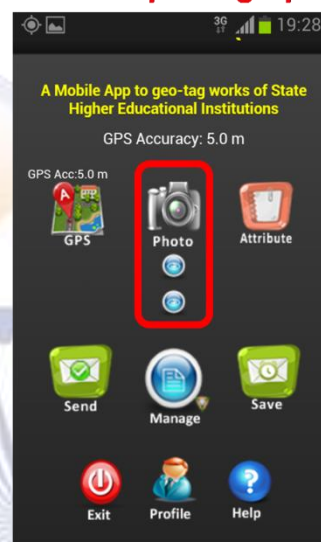 3G 19:28
A Mobile App to geo-tag works of State
Higher Educational Institutions
GPS Accuracy: 5.0 m
GPS Acc:5.0 m
A
GPS
Photo
Attribute
Send
Manage
Save
Exit
Profile
?
Help